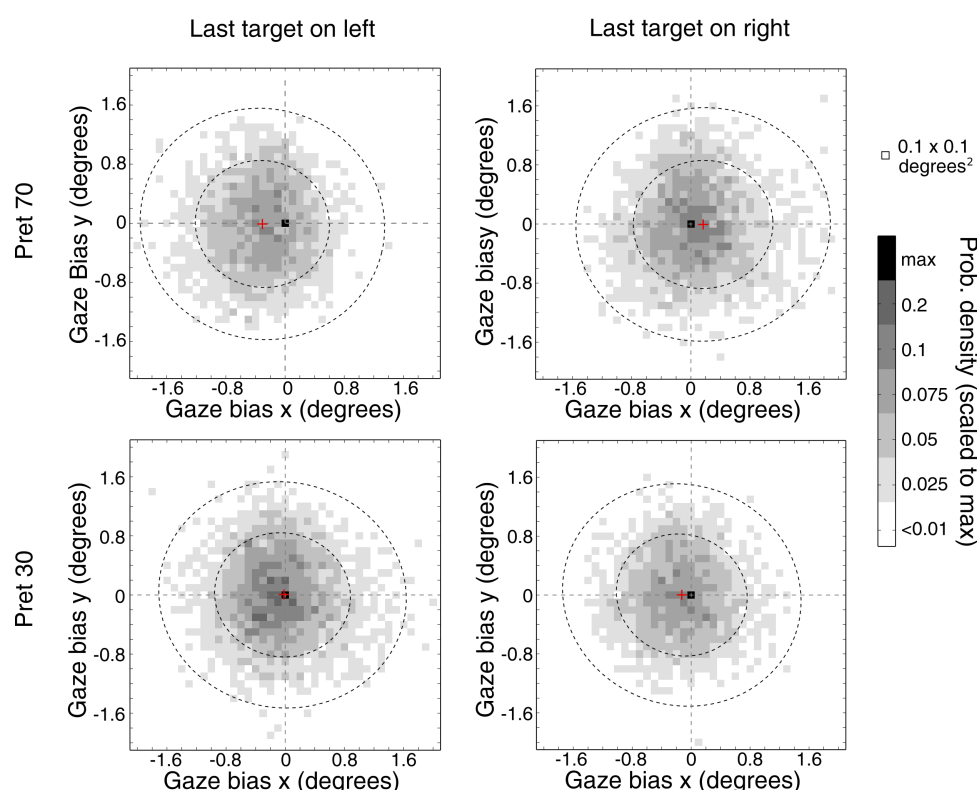 Last target on left
Last target on right
Pret 70
Gaze Bias y (degrees)
1.6
0.8
0
-0.8
-1.6
-1.6 -0.8 0 0.8 1.6
Gaze bias x (degrees)
Gaze biasy (degrees)
1.6
0.8
0
-0.8
-1.6
-1.6 -0.8 0 0.8 1.6
Gaze bias x (degrees)
0.1 x 0.1
degrees²
max
0.2
0.1
0.075
0.05
0.025
<0.01
Prob. density (scaled to max)
Pret 30
Gaze bias y (degrees)
1.6
0.8
0
-0.8
-1.6
-1.6 -0.8 0 0.8 1.6
Gaze bias x (degrees)
Gaze bias y (degrees)
1.6
0.8
0
-0.8
-1.6
-1.6 -0.8 0 0.8 1.6
Gaze bias x (degrees)